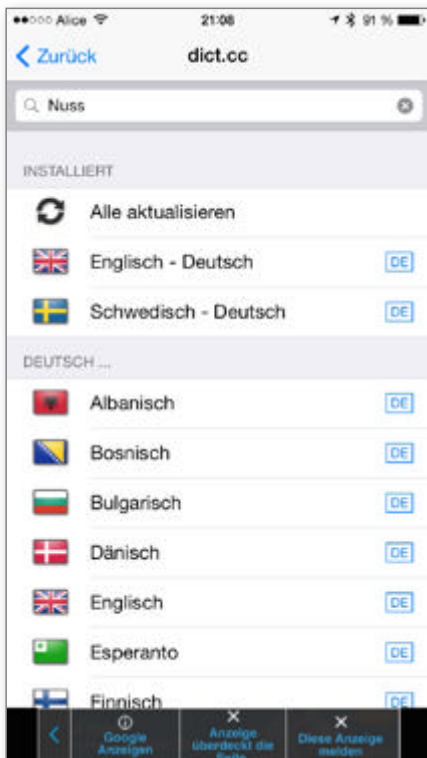 Alice 21:08 91 %
Zurück dict.cc
Nuss
INSTALLIERT
Alle aktualisieren
Englisch - Deutsch DE
Schwedisch - Deutsch DE
DEUTSCH ...
Albanisch DE
Bosnisch DE
Bulgarisch DE
Dänisch DE
Englisch DE
Esperanto DE
Finnisch
Google Anzeigen
Anzeige überdeckt die Seite
Diese Anzeige melden